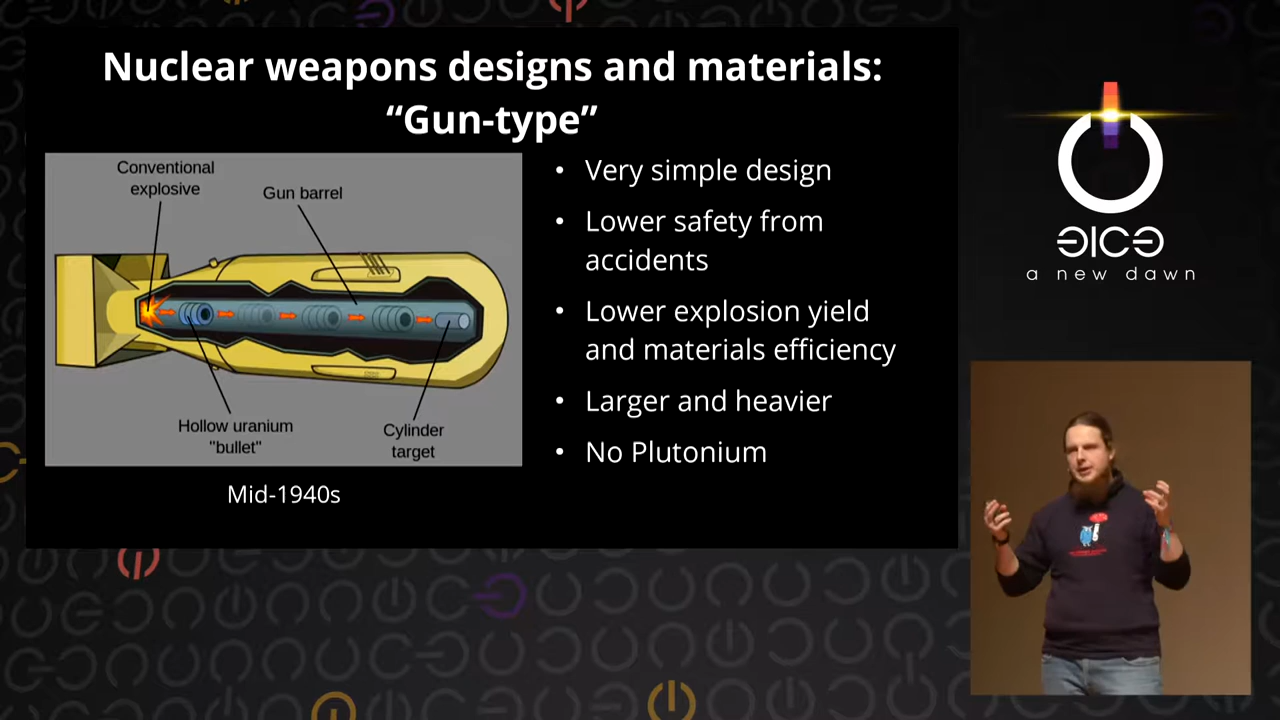 Nuclear weapons designs and materials:
“Gun-type”
Conventional
explosive
Gun barrel
Hollow uranium
"bullet"
Cylinder
target
Mid-1940s
• Very simple design
• Lower safety from
accidents
• Lower explosion yield
and materials efficiency
• Larger and heavier
• No Plutonium
a new dawn